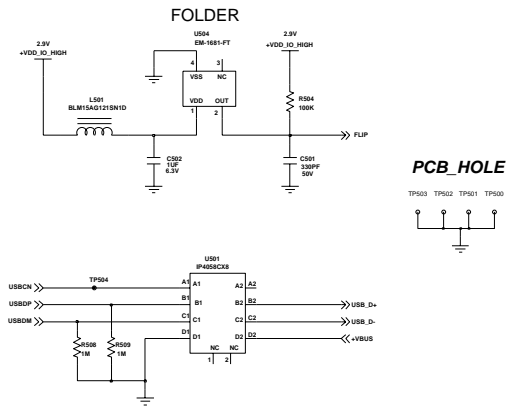 FOLDER
2.9V
+VDD_IO_HIGH
U504
EM-1681-FT
2.9V
+VDD_IO_HIGH
4
3
VSS
NC
L501
BLM15AG121SN1D
VDD
OUT
1
2
R504
100K
FLIP
C502
1UF
6.3V
C501
330PF
50V
PCB_HOLE
TP503
TP502
TP501
TP500
U501
IP4058CX8
USBCN
TP504
A1
A1
A2
A2
USBDP
B1
B1
B2
B2
USB_D+
USBDM
C1
C1
C2
C2
USB_D-
D1
D1
D2
D2
+VBUS
R508
1M
R509
1M
NC
NC
1
2